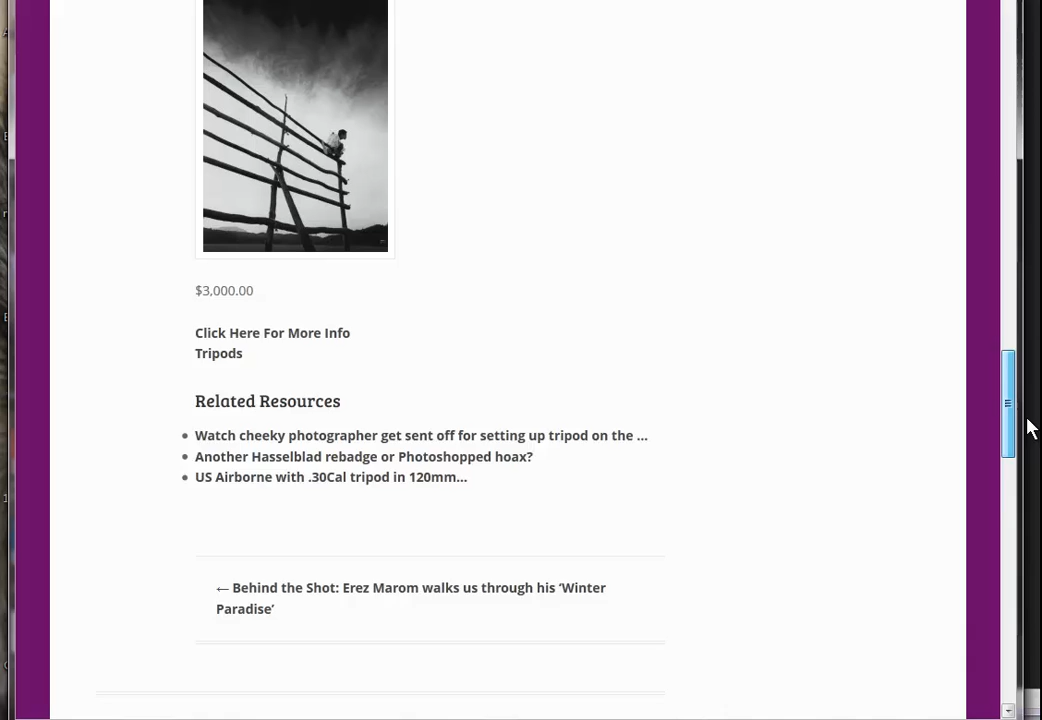 $3,000.00
Click Here For More Info
Tripods
Related Resources
Watch cheeky photographer get sent off for setting up tripod on the ...
Another Hasselblad rebadge or Photoshopped hoax?
US Airborne with .30Cal tripod in 120mm...
← Behind the Shot: Erez Marom walks us through his ‘Winter
Paradise’